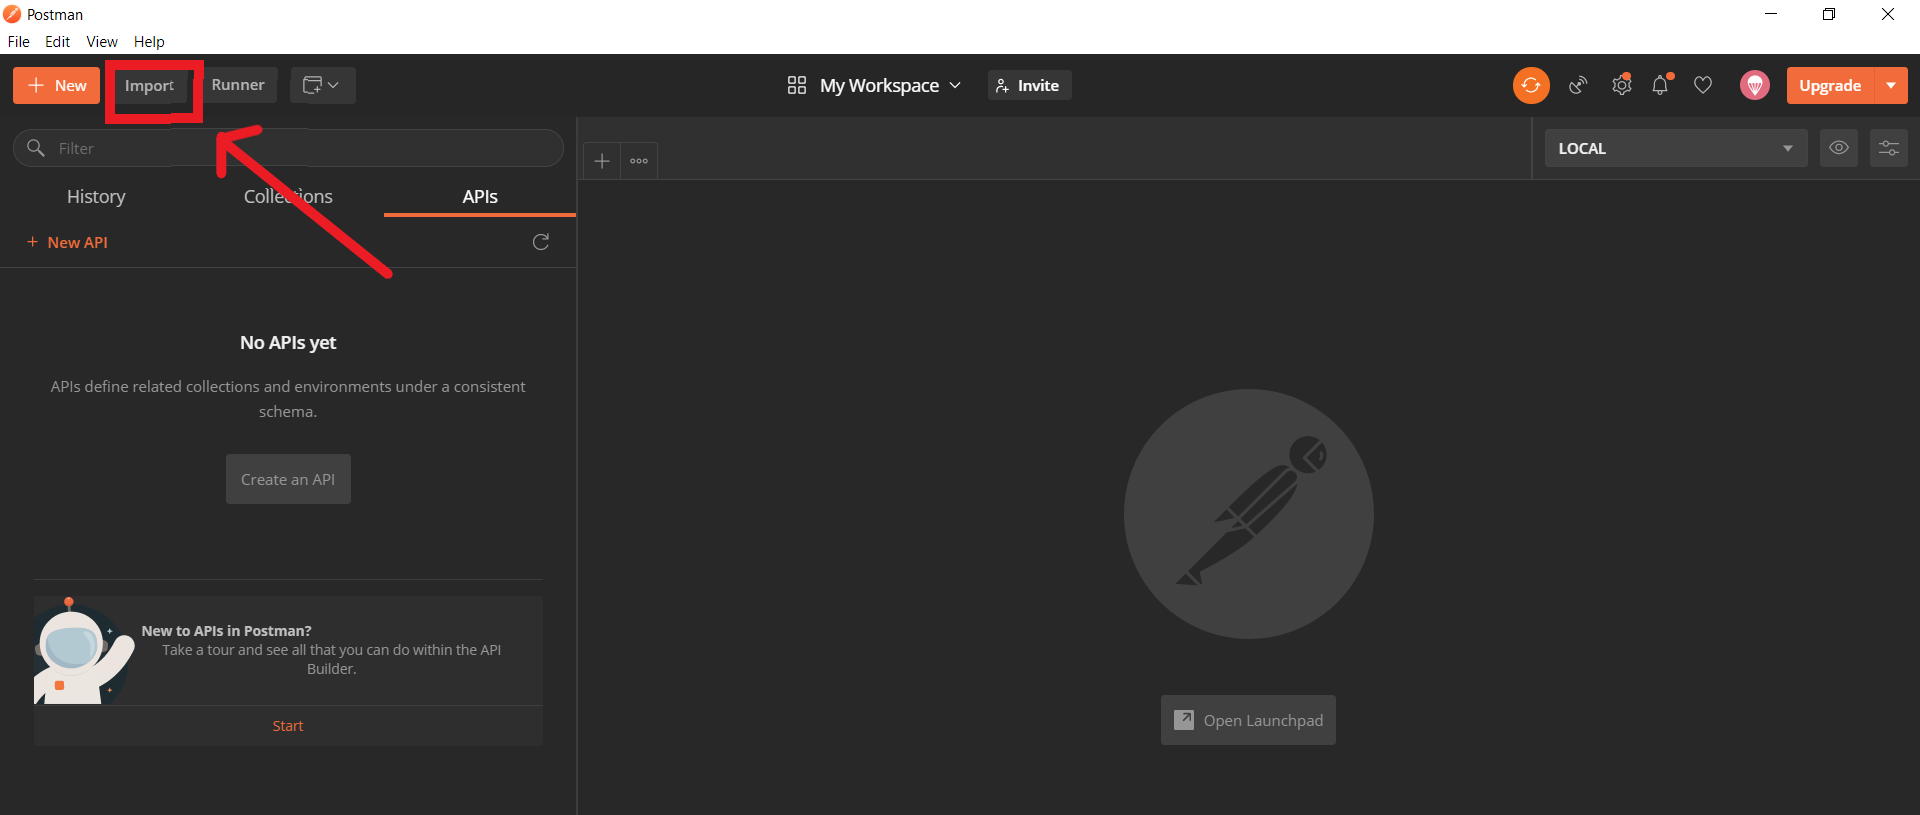 Postman
File Edit View Help
New Import Runner My Workspace Invite Upgrade
Filter LOCAL
History Collections APIs
+ New API
No APIs yet
APIs define related collections and environments under a consistent
schema.
Create an API
New to APIs in Postman?
Take a tour and see all that you can do within the API
Builder.
Start
Open Launchpad